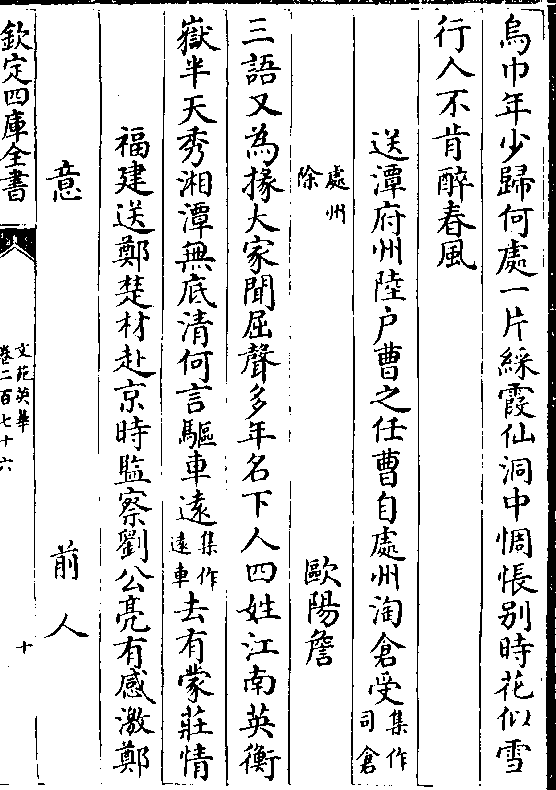 烏巾年少歸何處一片綵霞仙洞中惆悵别時花似雪
行人不肯醉春風
送潭府州陸户曹之任曹自處州淘倉受集作司倉
處州除
歐陽詹
三語又為掾大家聞屈聲多年名下人四姓江南英衡
嶽半天秀湘潭無底清何言驅車遠集作遠車去有蒙莊情
福建送鄭楚材赴京時監察劉公亮有感激鄭
意
前人
欽定四庫全書
文苑英華
卷二百七十六
十